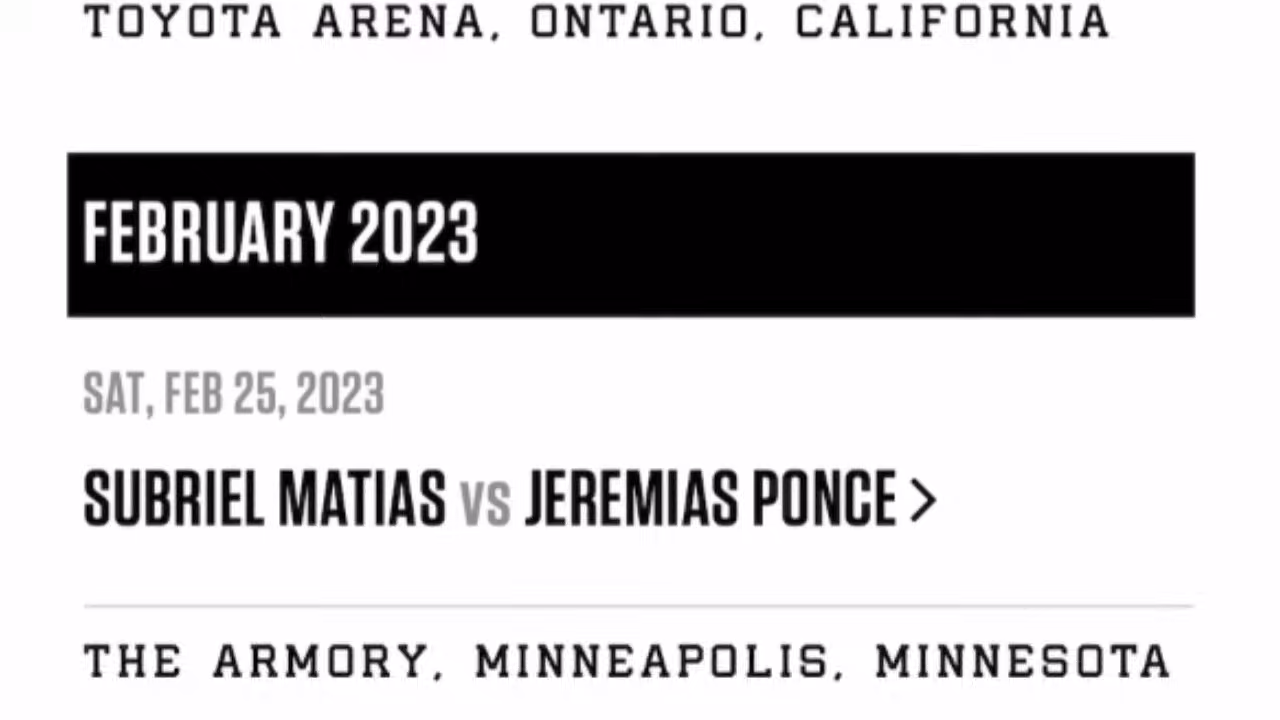 TOYOTA ARENA, ONTARIO, CALIFORNIA
FEBRUARY 2023
SAT, FEB 25, 2023
SUBRIEL MATIAS VS JEREMIAS PONCE >
THE ARMORY, MINNEAPOLIS, MINNESOTA